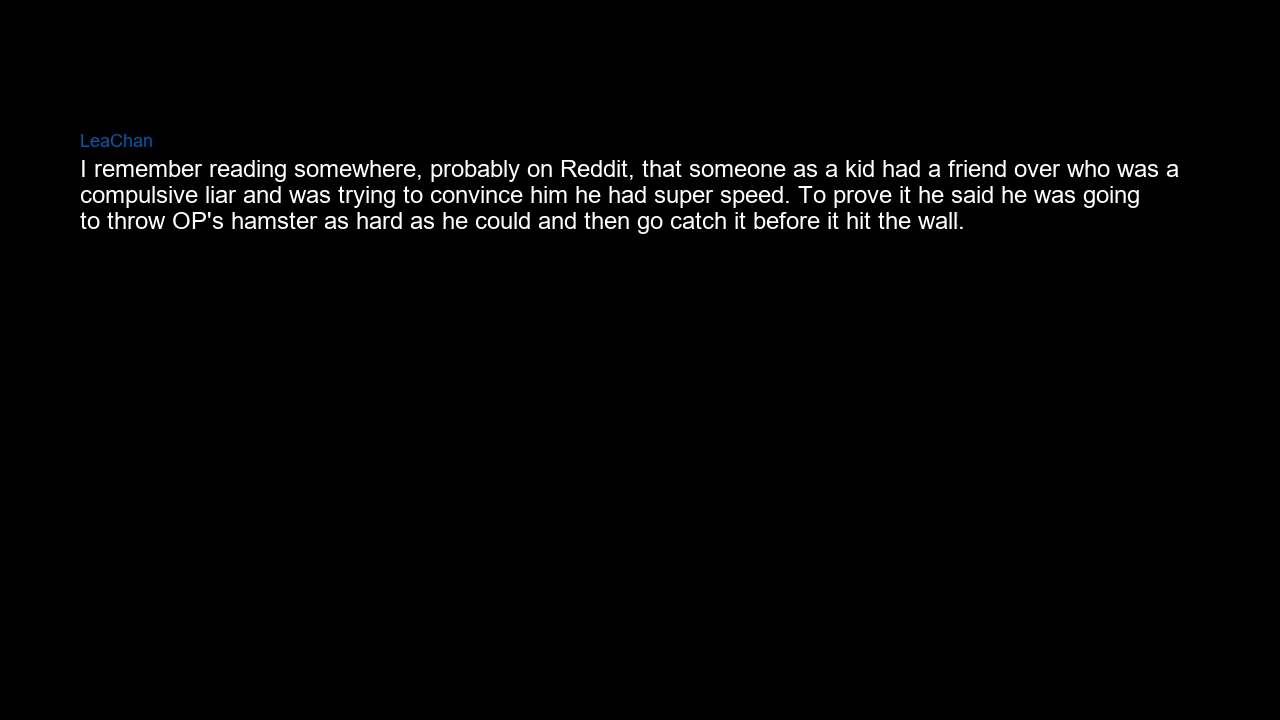 LeaChan
I remember reading somewhere, probably on Reddit, that someone as a kid had a friend over who was a
compulsive liar and was trying to convince him he had super speed. To prove it he said he was going
to throw OP's hamster as hard as he could and then go catch it before it hit the wall.